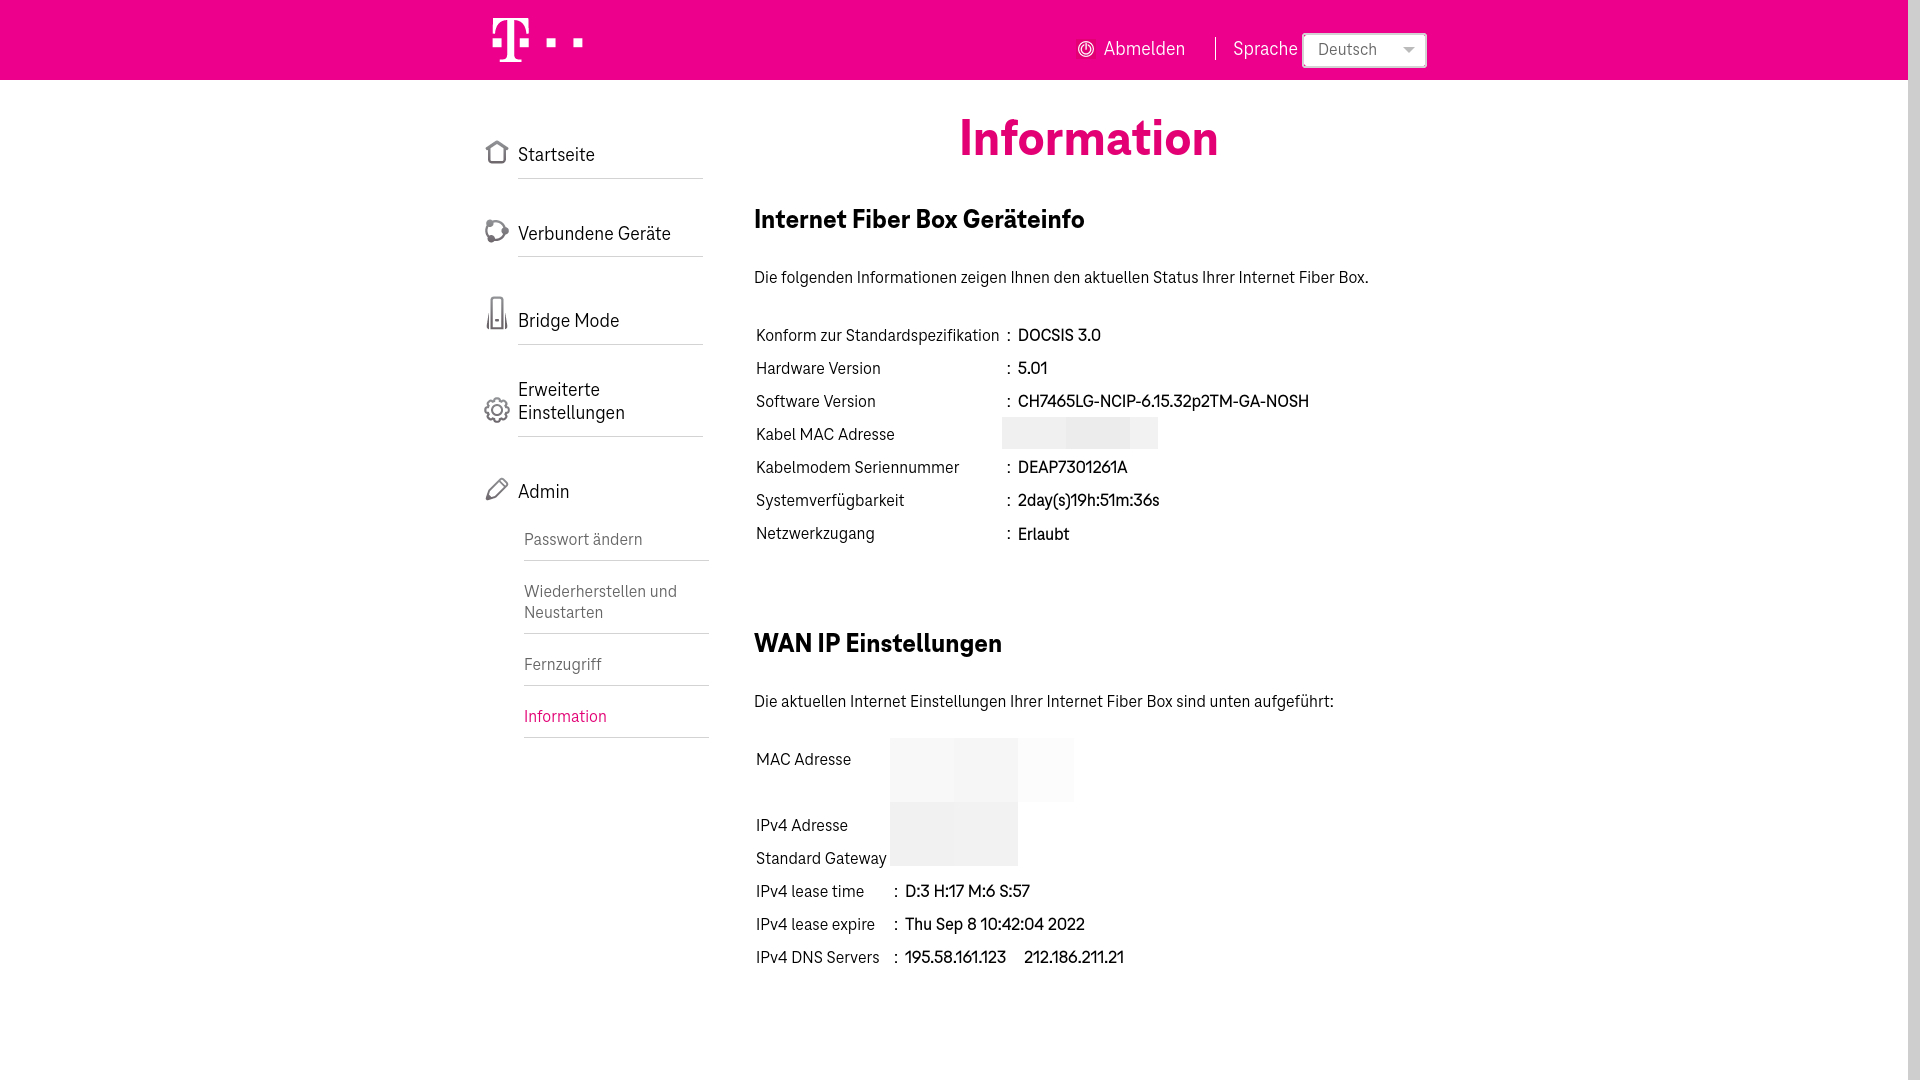 T
Abmelden
Sprache Deutsch
Startseite
Verbundene Geräte
Bridge Mode
Erweiterte
Einstellungen
Admin
Passwort ändern
Wiederherstellen und
Neustarten
Fernzugriff
Information
Information
Internet Fiber Box Geräteinfo
Die folgenden Informationen zeigen Ihnen den aktuellen Status Ihrer Internet Fiber Box.
Konform zur Standardspezifikation : DOCSIS 3.0
Hardware Version : 5.01
Software Version : CH7465LG-NCIP-6.15.32p2TM-GA-NOSH
Kabel MAC Adresse
Kabelmodem Seriennummer : DEAP7301261A
Systemverfügbarkeit : 2day(s)19h:51m:36s
Netzwerkzugang : Erlaubt
WAN IP Einstellungen
Die aktuellen Internet Einstellungen Ihrer Internet Fiber Box sind unten aufgeführt:
MAC Adresse
IPv4 Adresse
Standard Gateway
IPv4 lease time : D:3 H:17 M:6 S:57
IPv4 lease expire : Thu Sep 8 10:42:04 2022
IPv4 DNS Servers : 195.58.161.123 212.186.211.21